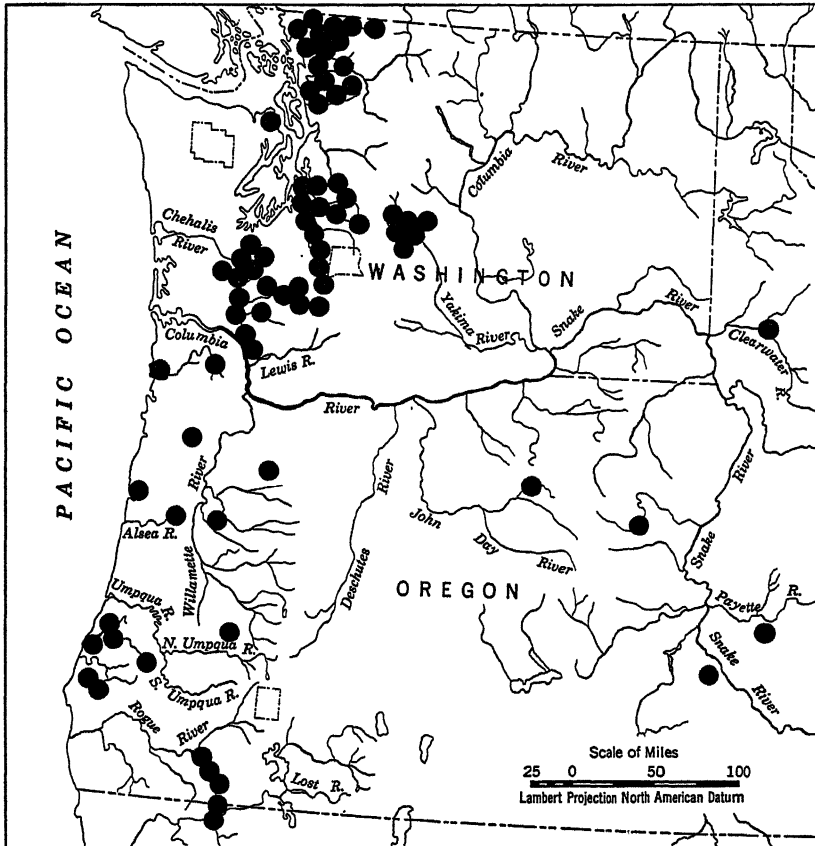 Columbia
River
Chehalis
River
PACIFIC OCEAN
WASHINGTON
Yakima
River
Snake
River
Clearwater
R.
Columbia
Lewis R.
River
River
River
River
John
Day
River
Alsea R.
Willamette
Deschutes
Snake
OREGON
Umpqua R.
Payette R.
N. Umpqua R.
Snake
River
S.
Umpqua R.
Rogue
River
Lost R.
Scale of Miles
25 0 50 100
Lambert Projection North American Daturn